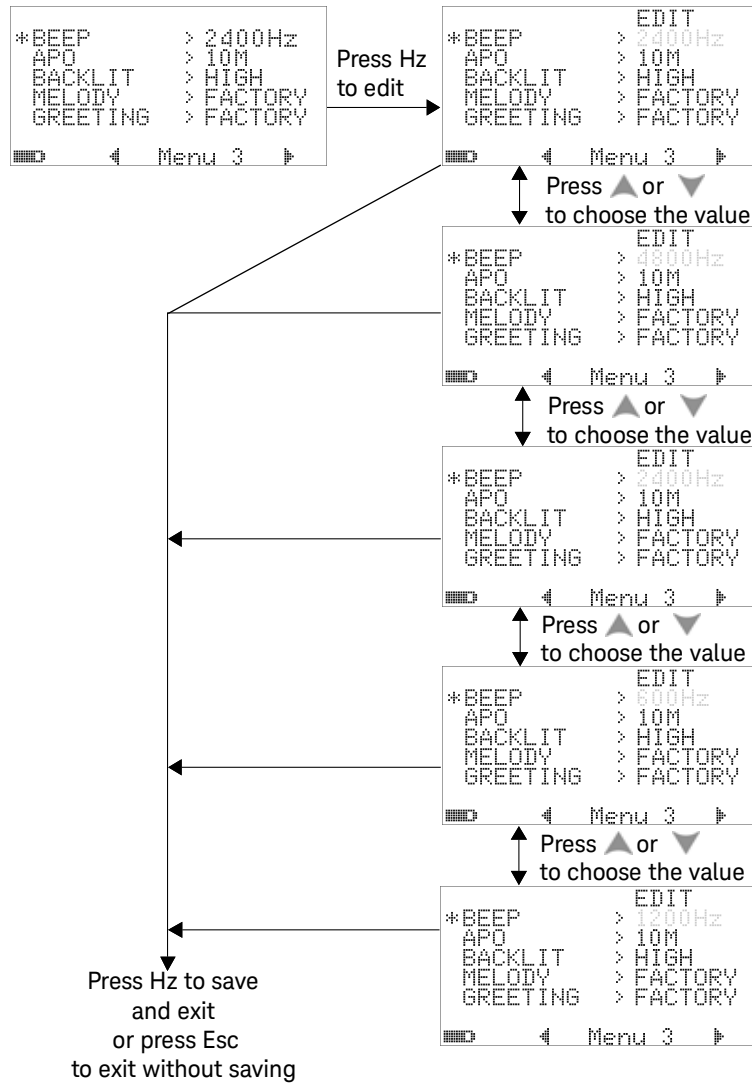 *BEEP > 2400Hz
APO > 10M
BACKLIT > HIGH
MELODY > FACTORY
GREETING > FACTORY
Menu 3
Press Hz
to edit
EDIT
*BEEP > 2400Hz
APO > 10M
BACKLIT > HIGH
MELODY > FACTORY
GREETING > FACTORY
Menu 3
Press ▲ or ▼
to choose the value
EDIT
*BEEP > 4800Hz
APO > 10M
BACKLIT > HIGH
MELODY > FACTORY
GREETING > FACTORY
Menu 3
Press ▲ or ▼
to choose the value
EDIT
*BEEP > 2400Hz
APO > 10M
BACKLIT > HIGH
MELODY > FACTORY
GREETING > FACTORY
Menu 3
Press ▲ or ▼
to choose the value
EDIT
*BEEP > 600Hz
APO > 10M
BACKLIT > HIGH
MELODY > FACTORY
GREETING > FACTORY
Menu 3
Press ▲ or ▼
to choose the value
EDIT
*BEEP > 1200Hz
APO > 10M
BACKLIT > HIGH
MELODY > FACTORY
GREETING > FACTORY
Menu 3
Press Hz to save
and exit
or press Esc
to exit without saving